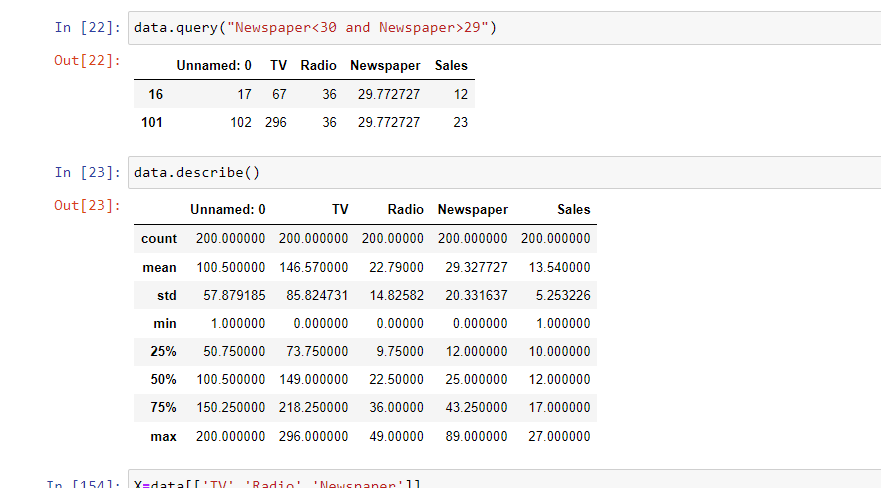 In [22]: data.query("Newspaper<30 and Newspaper>29")
Out[22]:
Unnamed: 0 TV Radio Newspaper Sales
16 17 67 36 29.772727 12
101 102 296 36 29.772727 23
In [23]: data.describe()
Out[23]:
Unnamed: 0 TV Radio Newspaper Sales
count 200.000000 200.000000 200.00000 200.000000 200.000000
mean 100.500000 146.570000 22.79000 29.327727 13.540000
std 57.879185 85.824731 14.82582 20.331637 5.253226
min 1.000000 0.000000 0.00000 0.000000 1.000000
25% 50.750000 73.750000 9.75000 12.000000 10.000000
50% 100.500000 149.000000 22.50000 25.000000 12.000000
75% 150.250000 218.250000 36.00000 43.250000 17.000000
max 200.000000 296.000000 49.00000 89.000000 27.000000
In [154]: X=data[['TV' 'Radio' 'Newspaper']]